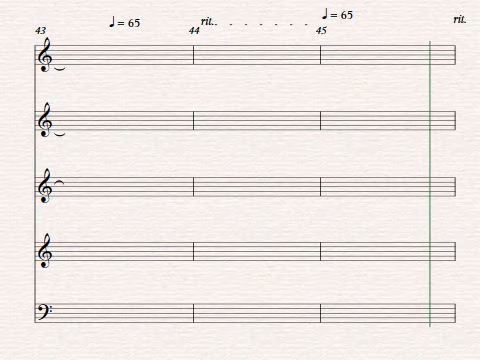 ♩ = 65 rit. ♩ = 65 rit.
43 44 45